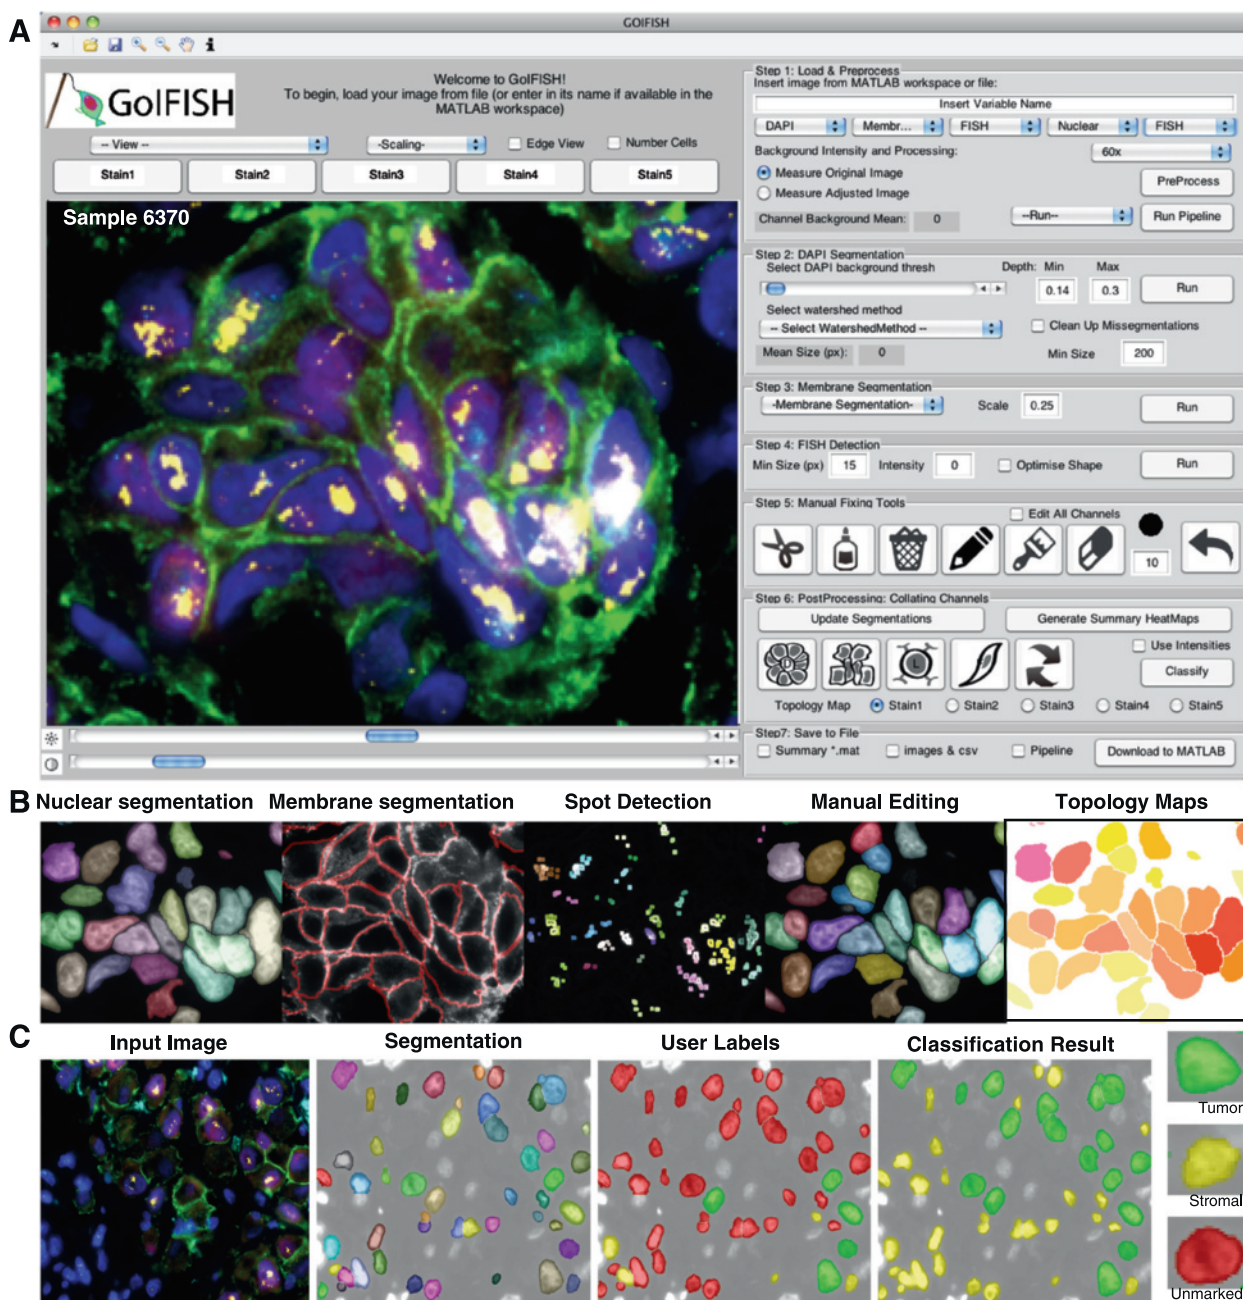 A
GOIFISH
GoIFISH
Welcome to GoIFISH!
To begin, load your image from file (or enter in its name if available in the
MATLAB workspace)
-- View --
-Scaling-
Edge View
Number Cells
Stain1
Stain2
Stain3
Stain4
Stain5
Sample 6370
Step 1: Load & Preprocess
Insert image from MATLAB workspace or file:
Insert Variable Name
DAPI
Membr...
FISH
Nuclear
FISH
Background Intensity and Processing:
60x
Measure Original Image
PreProcess
Measure Adjusted Image
Channel Background Mean:
0
--Run--
Run Pipeline
Step 2: DAPI Segmentation
Select DAPI background thresh
Depth:
Min
Max
0.14
0.3
Run
Select watershed method
-- Select WatershedMethod --
Clean Up Missegmentations
Mean Size (px):
0
Min Size
200
Step 3: Membrane Segmentation
-Membrane Segmentation-
Scale
0.25
Run
Step 4: FISH Detection
Min Size (px)
15
Intensity
0
Optimise Shape
Run
Step 5: Manual Fixing Tools
Edit All Channels
10
Step 6: PostProcessing: Collating Channels
Update Segmentations
Generate Summary HeatMaps
L
Use Intensities
Classify
Topology Map
Stain1
Stain2
Stain3
Stain4
Stain5
Step7: Save to File
Summary *.mat
images & csv
Pipeline
Download to MATLAB
B
Nuclear segmentation
Membrane segmentation
Spot Detection
Manual Editing
Topology Maps
C
Input Image
Segmentation
User Labels
Classification Result
Tumor
Stromal
Unmarked